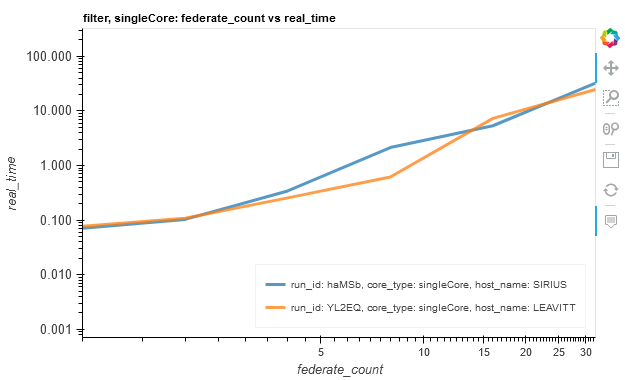 filter, singleCore: federate_count vs real_time
100.000
10.000
1.000
0.100
0.010
0.001
real_time
run_id: haMSb, core_type: singleCore, host_name: SIRIUS
run_id: YL2EQ, core_type: singleCore, host_name: LEAVITT
5
10
15
20
25
30
federate_count